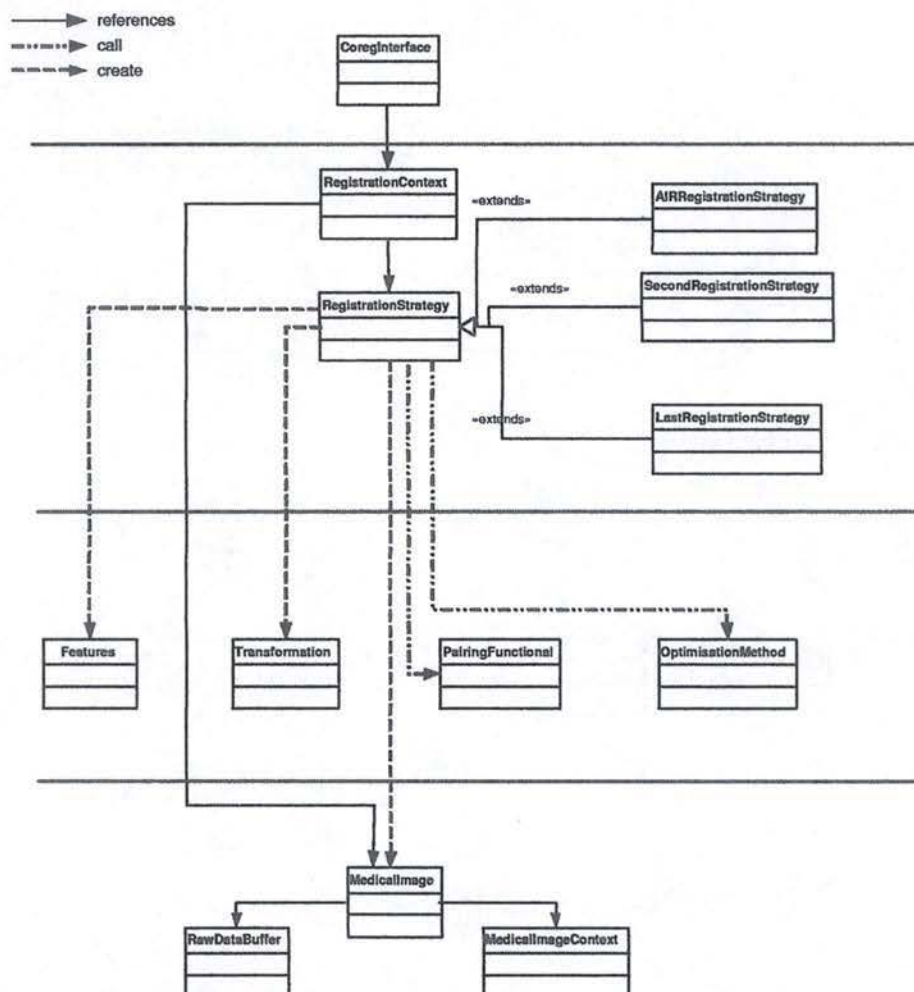 references
call
create
CoregInterface
RegistrationContext
«extends»
AIRRegistrationStrategy
«extends»
SecondRegistrationStrategy
RegistrationStrategy
«extends»
LastRegistrationStrategy
Features
Transformation
PairingFunctional
OptimisationMethod
MedicalImage
RawDataBuffer
MedicalImageContext